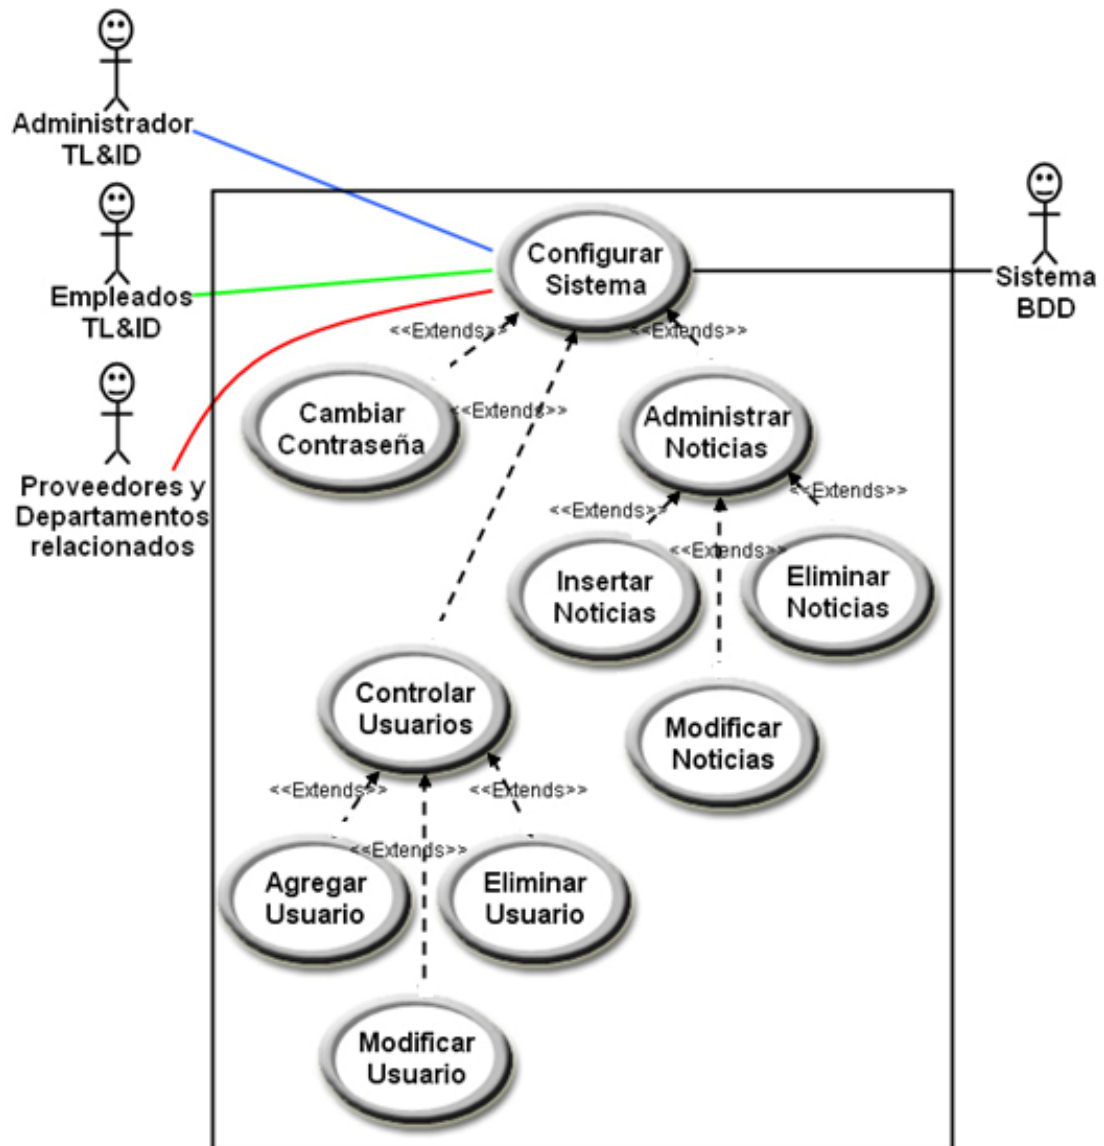 Administrador
TL&ID
Empleados
TL&ID
Proveedores y
Departamentos
relacionados
Sistema
BDD
Configurar
Sistema
<<Extends>>
<<Extends>>
<<Extends>>
Cambiar
Contraseña
Administrar
Noticias
<<Extends>>
<<Extends>>
<<Extends>>
Insertar
Noticias
Eliminar
Noticias
Modificar
Noticias
Controlar
Usuarios
<<Extends>>
<<Extends>>
<<Extends>>
Agregar
Usuario
Eliminar
Usuario
Modificar
Usuario